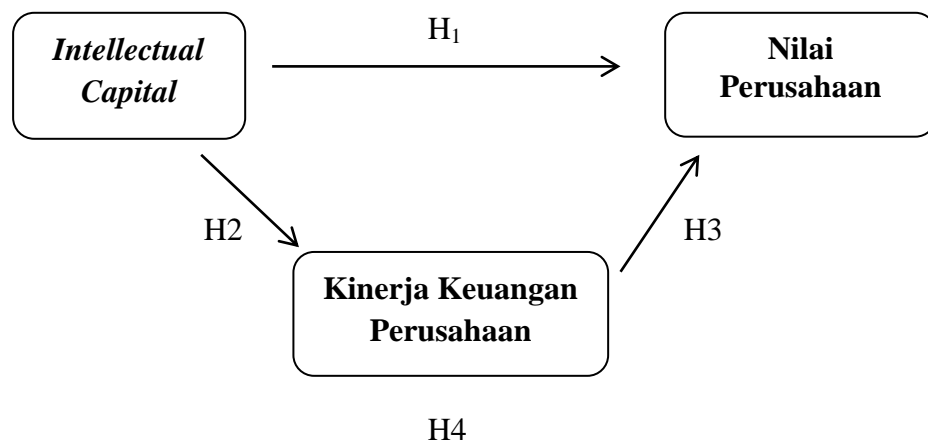 H₁
Intellectual
Capital
Nilai
Perusahaan
H2
H3
Kinerja Keuangan
Perusahaan
H4